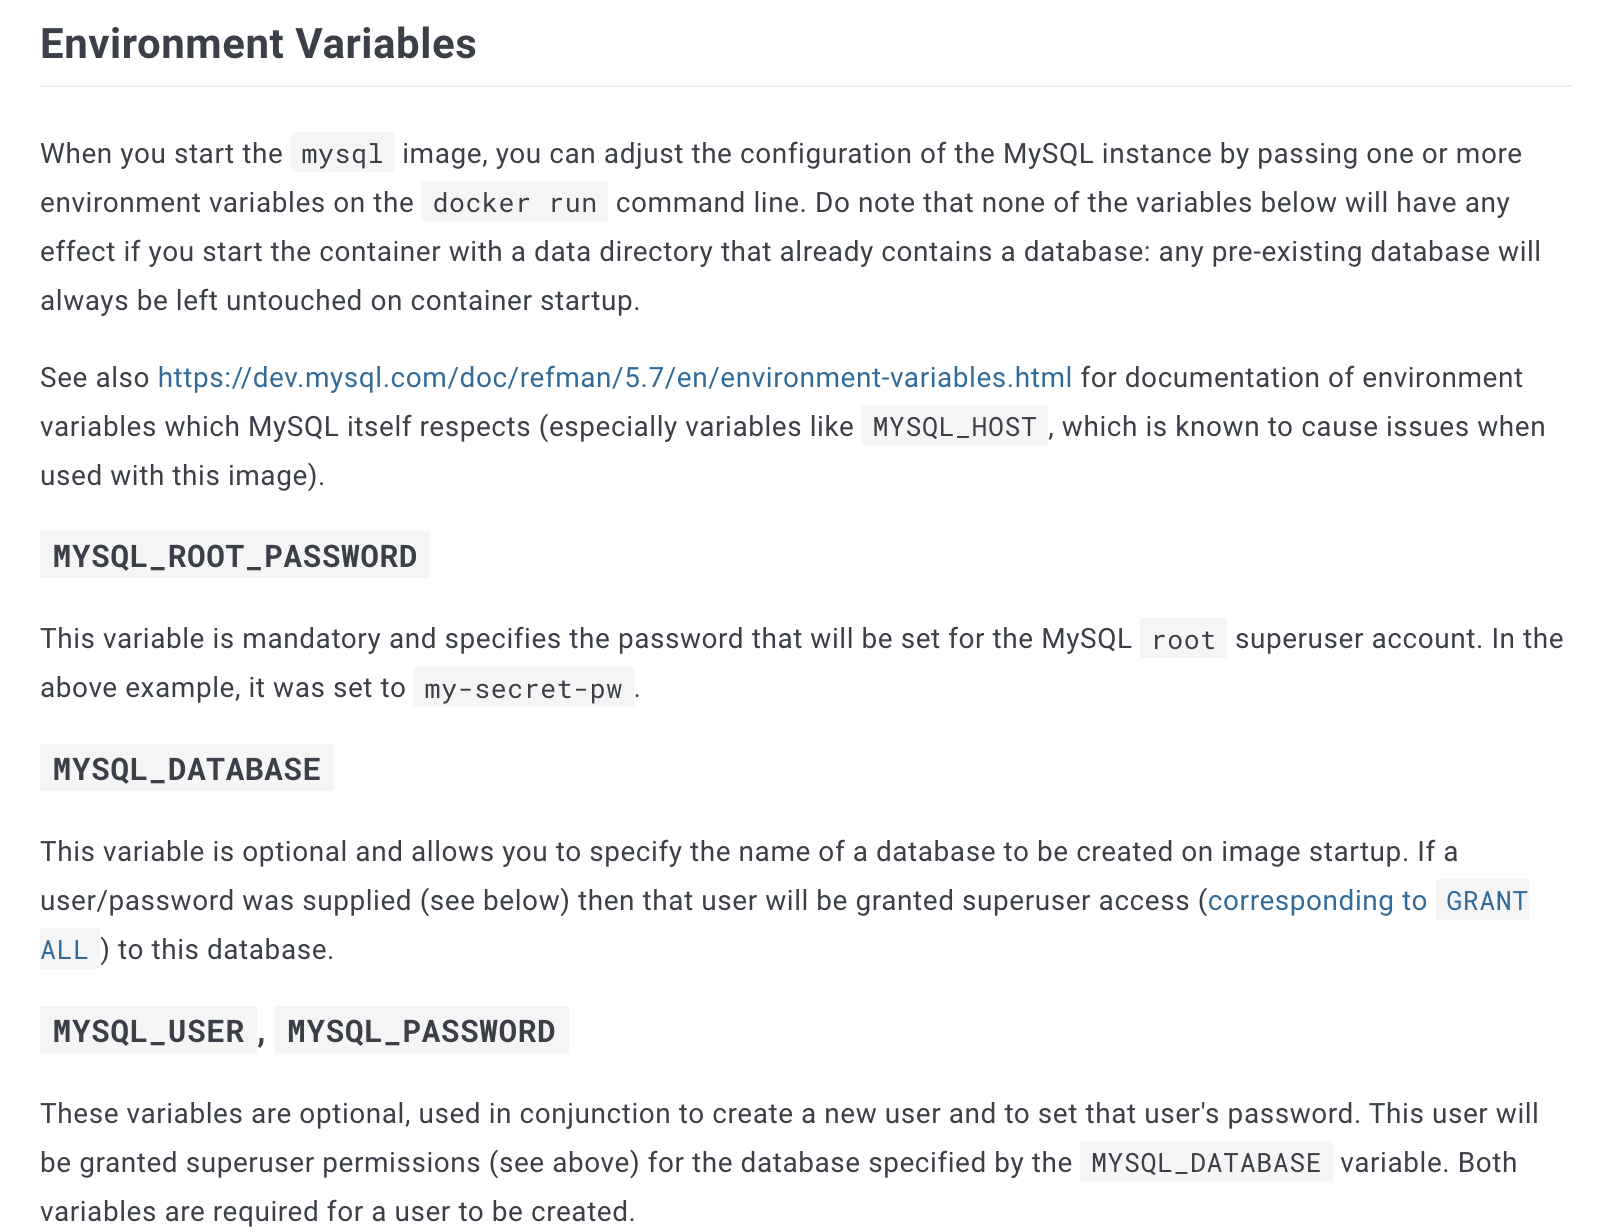 Environment Variables
When you start the mysql image, you can adjust the configuration of the MySQL instance by passing one or more
environment variables on the docker run command line. Do note that none of the variables below will have any
effect if you start the container with a data directory that already contains a database: any pre-existing database will
always be left untouched on container startup.
See also https://dev.mysql.com/doc/refman/5.7/en/environment-variables.html for documentation of environment
variables which MySQL itself respects (especially variables like MYSQL_HOST, which is known to cause issues when
used with this image).
MYSQL_ROOT_PASSWORD
This variable is mandatory and specifies the password that will be set for the MySQL root superuser account. In the
above example, it was set to my-secret-pw.
MYSQL_DATABASE
This variable is optional and allows you to specify the name of a database to be created on image startup. If a
user/password was supplied (see below) then that user will be granted superuser access (corresponding to GRANT
ALL) to this database.
MYSQL_USER, MYSQL_PASSWORD
These variables are optional, used in conjunction to create a new user and to set that user's password. This user will
be granted superuser permissions (see above) for the database specified by the MYSQL_DATABASE variable. Both
variables are required for a user to be created.